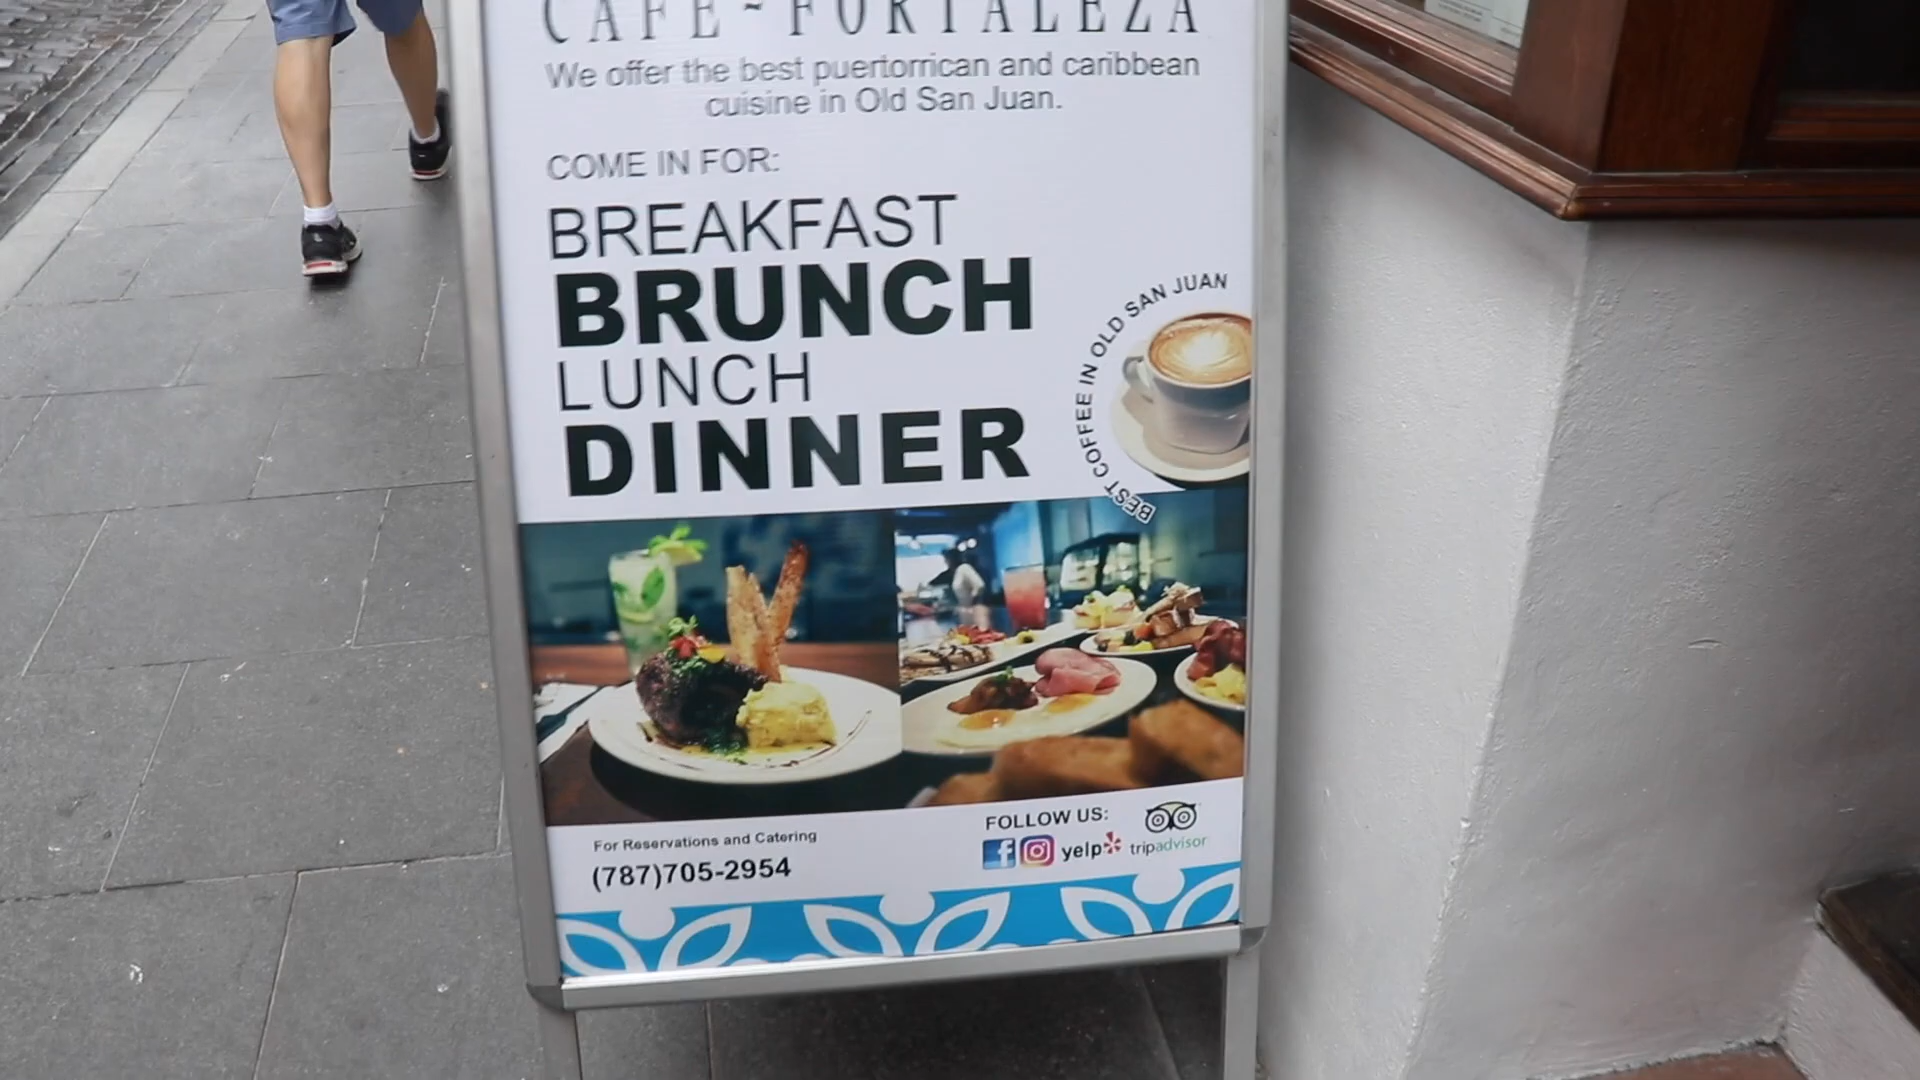 CAFE ~ FORTALEZA
We offer the best puertorrican and caribbean
cuisine in Old San Juan.
COME IN FOR:
BREAKFAST
BRUNCH
LUNCH
DINNER
BEST COFFEE IN OLD SAN JUAN
For Reservations and Catering
(787)705-2954
FOLLOW US:
yelp
tripadvisor